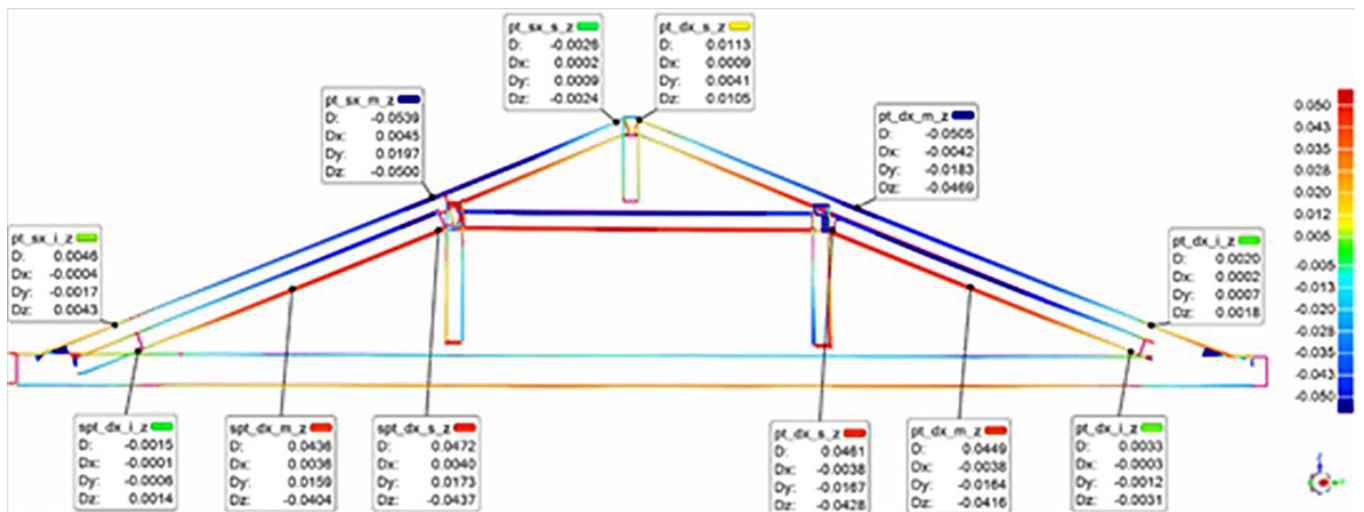 pt_sx_s_z
D: -0.0026
Dx: 0.0002
Dy: 0.0009
Dz: -0.0024
pt_dx_s_z
D: 0.0113
Dx: 0.0009
Dy: 0.0041
Dz: 0.0105
pt_sx_m_z
D: -0.0539
Dx: 0.0045
Dy: 0.0197
Dz: -0.0500
pt_dx_m_z
D: -0.0505
Dx: -0.0042
Dy: -0.0183
Dz: -0.0469
pt_sx_i_z
D: 0.0046
Dx: -0.0004
Dy: -0.0017
Dz: 0.0043
pt_dx_i_z
D: 0.0020
Dx: 0.0002
Dy: 0.0007
Dz: 0.0018
0.050
0.043
0.035
0.028
0.020
0.012
0.005
-0.005
-0.013
-0.020
-0.028
-0.035
-0.043
-0.050
spt_dx_i_z
D: -0.0015
Dx: -0.0001
Dy: -0.0006
Dz: 0.0014
spt_dx_m_z
D: 0.0436
Dx: 0.0036
Dy: 0.0159
Dz: -0.0404
spt_dx_s_z
D: 0.0472
Dx: 0.0040
Dy: 0.0173
Dz: -0.0437
pt_dx_s_z
D: 0.0461
Dx: -0.0038
Dy: -0.0167
Dz: -0.0428
pt_dx_m_z
D: 0.0449
Dx: -0.0038
Dy: -0.0164
Dz: -0.0416
pt_dx_i_z
D: 0.0033
Dx: -0.0003
Dy: -0.0012
Dz: -0.0031